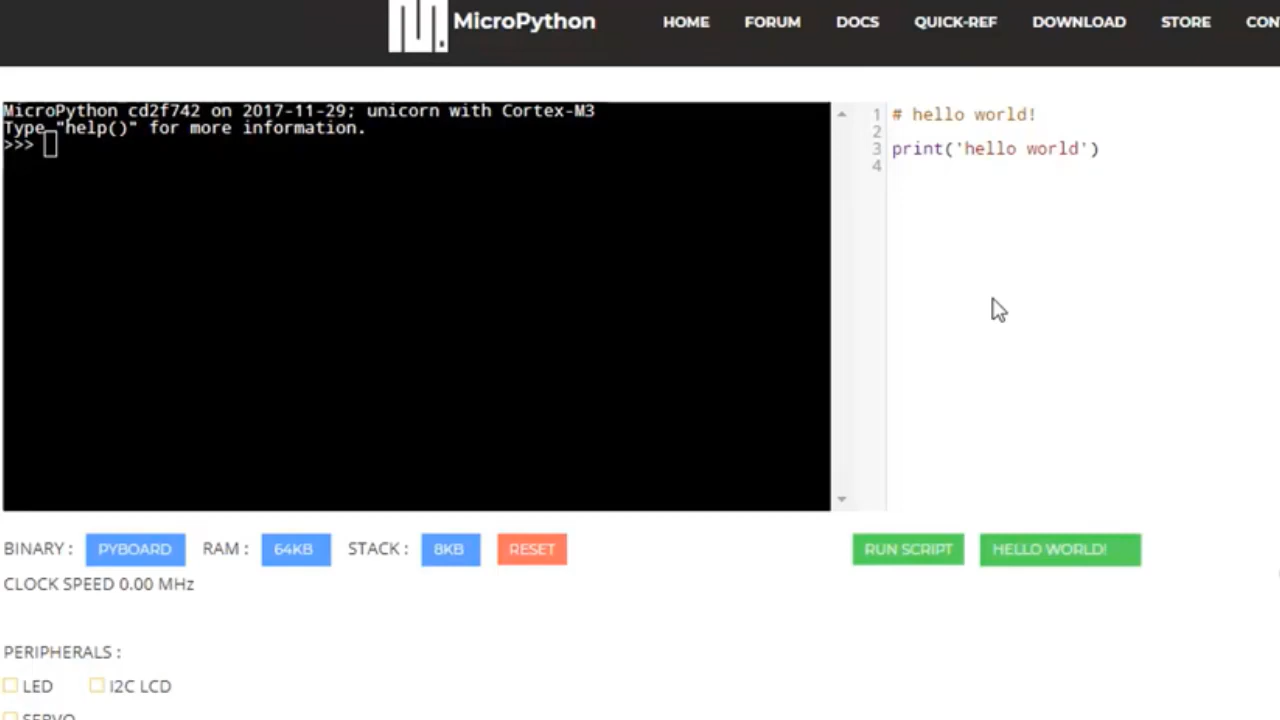 MicroPython
HOME FORUM DOCS QUICK-REF DOWNLOAD STORE CON
MicroPython cd2f742 on 2017-11-29; unicorn with Cortex-M3
Type "help()" for more information.
>>>
1 # hello world!
2
3 print('hello world')
4
BINARY : PYBOARD RAM : 64KB STACK : 8KB RESET
RUN SCRIPT HELLO WORLD!
CLOCK SPEED 0.00 MHz
PERIPHERALS :
LED I2C LCD
SERVO